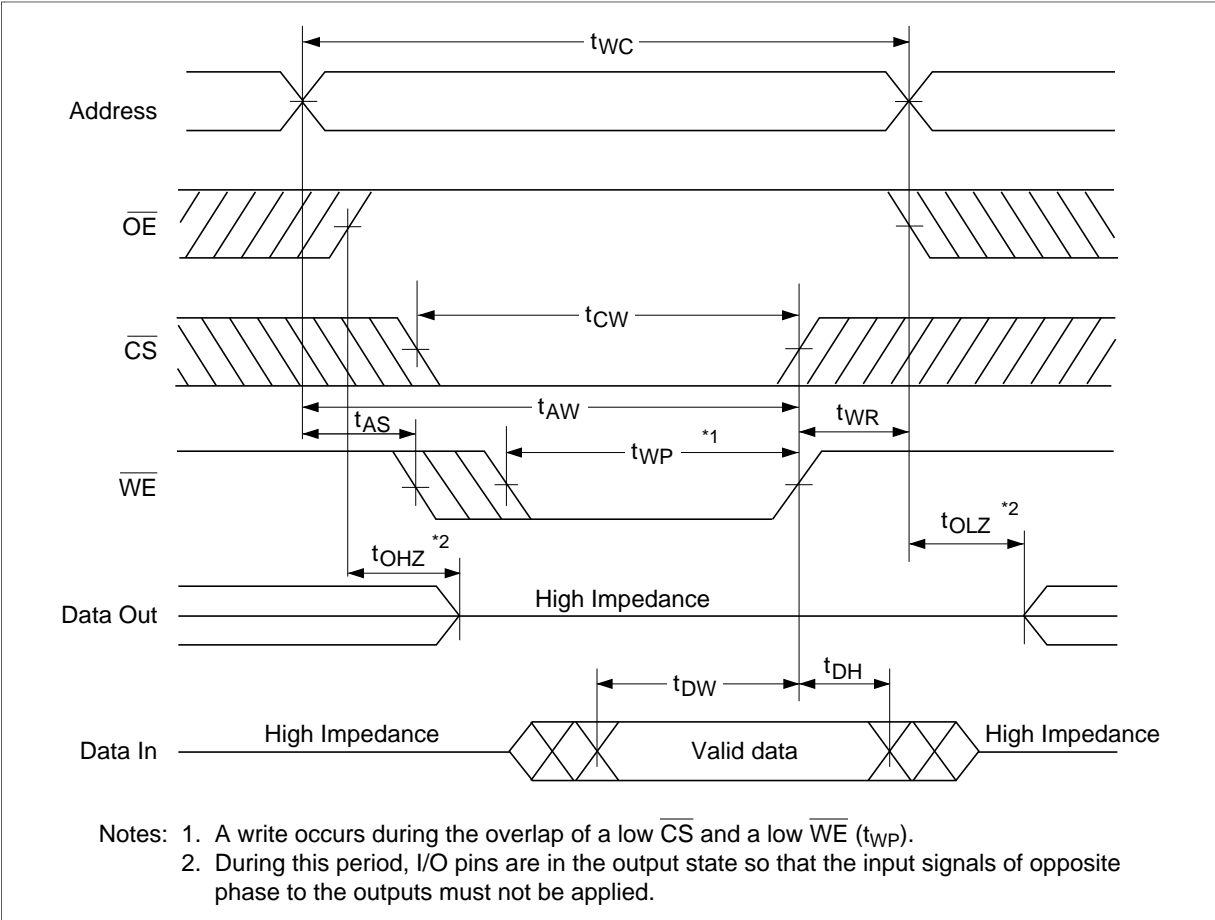 tWC
Address
OE
tCW
CS
tAW
tAS
tWR
tWP *1
WE
tOLZ *2
tOHZ *2
High Impedance
Data Out
tDH
tDW
High Impedance
Valid data
High Impedance
Data In
Notes: 1. A write occurs during the overlap of a low CS and a low WE (tWP).
2. During this period, I/O pins are in the output state so that the input signals of opposite
phase to the outputs must not be applied.